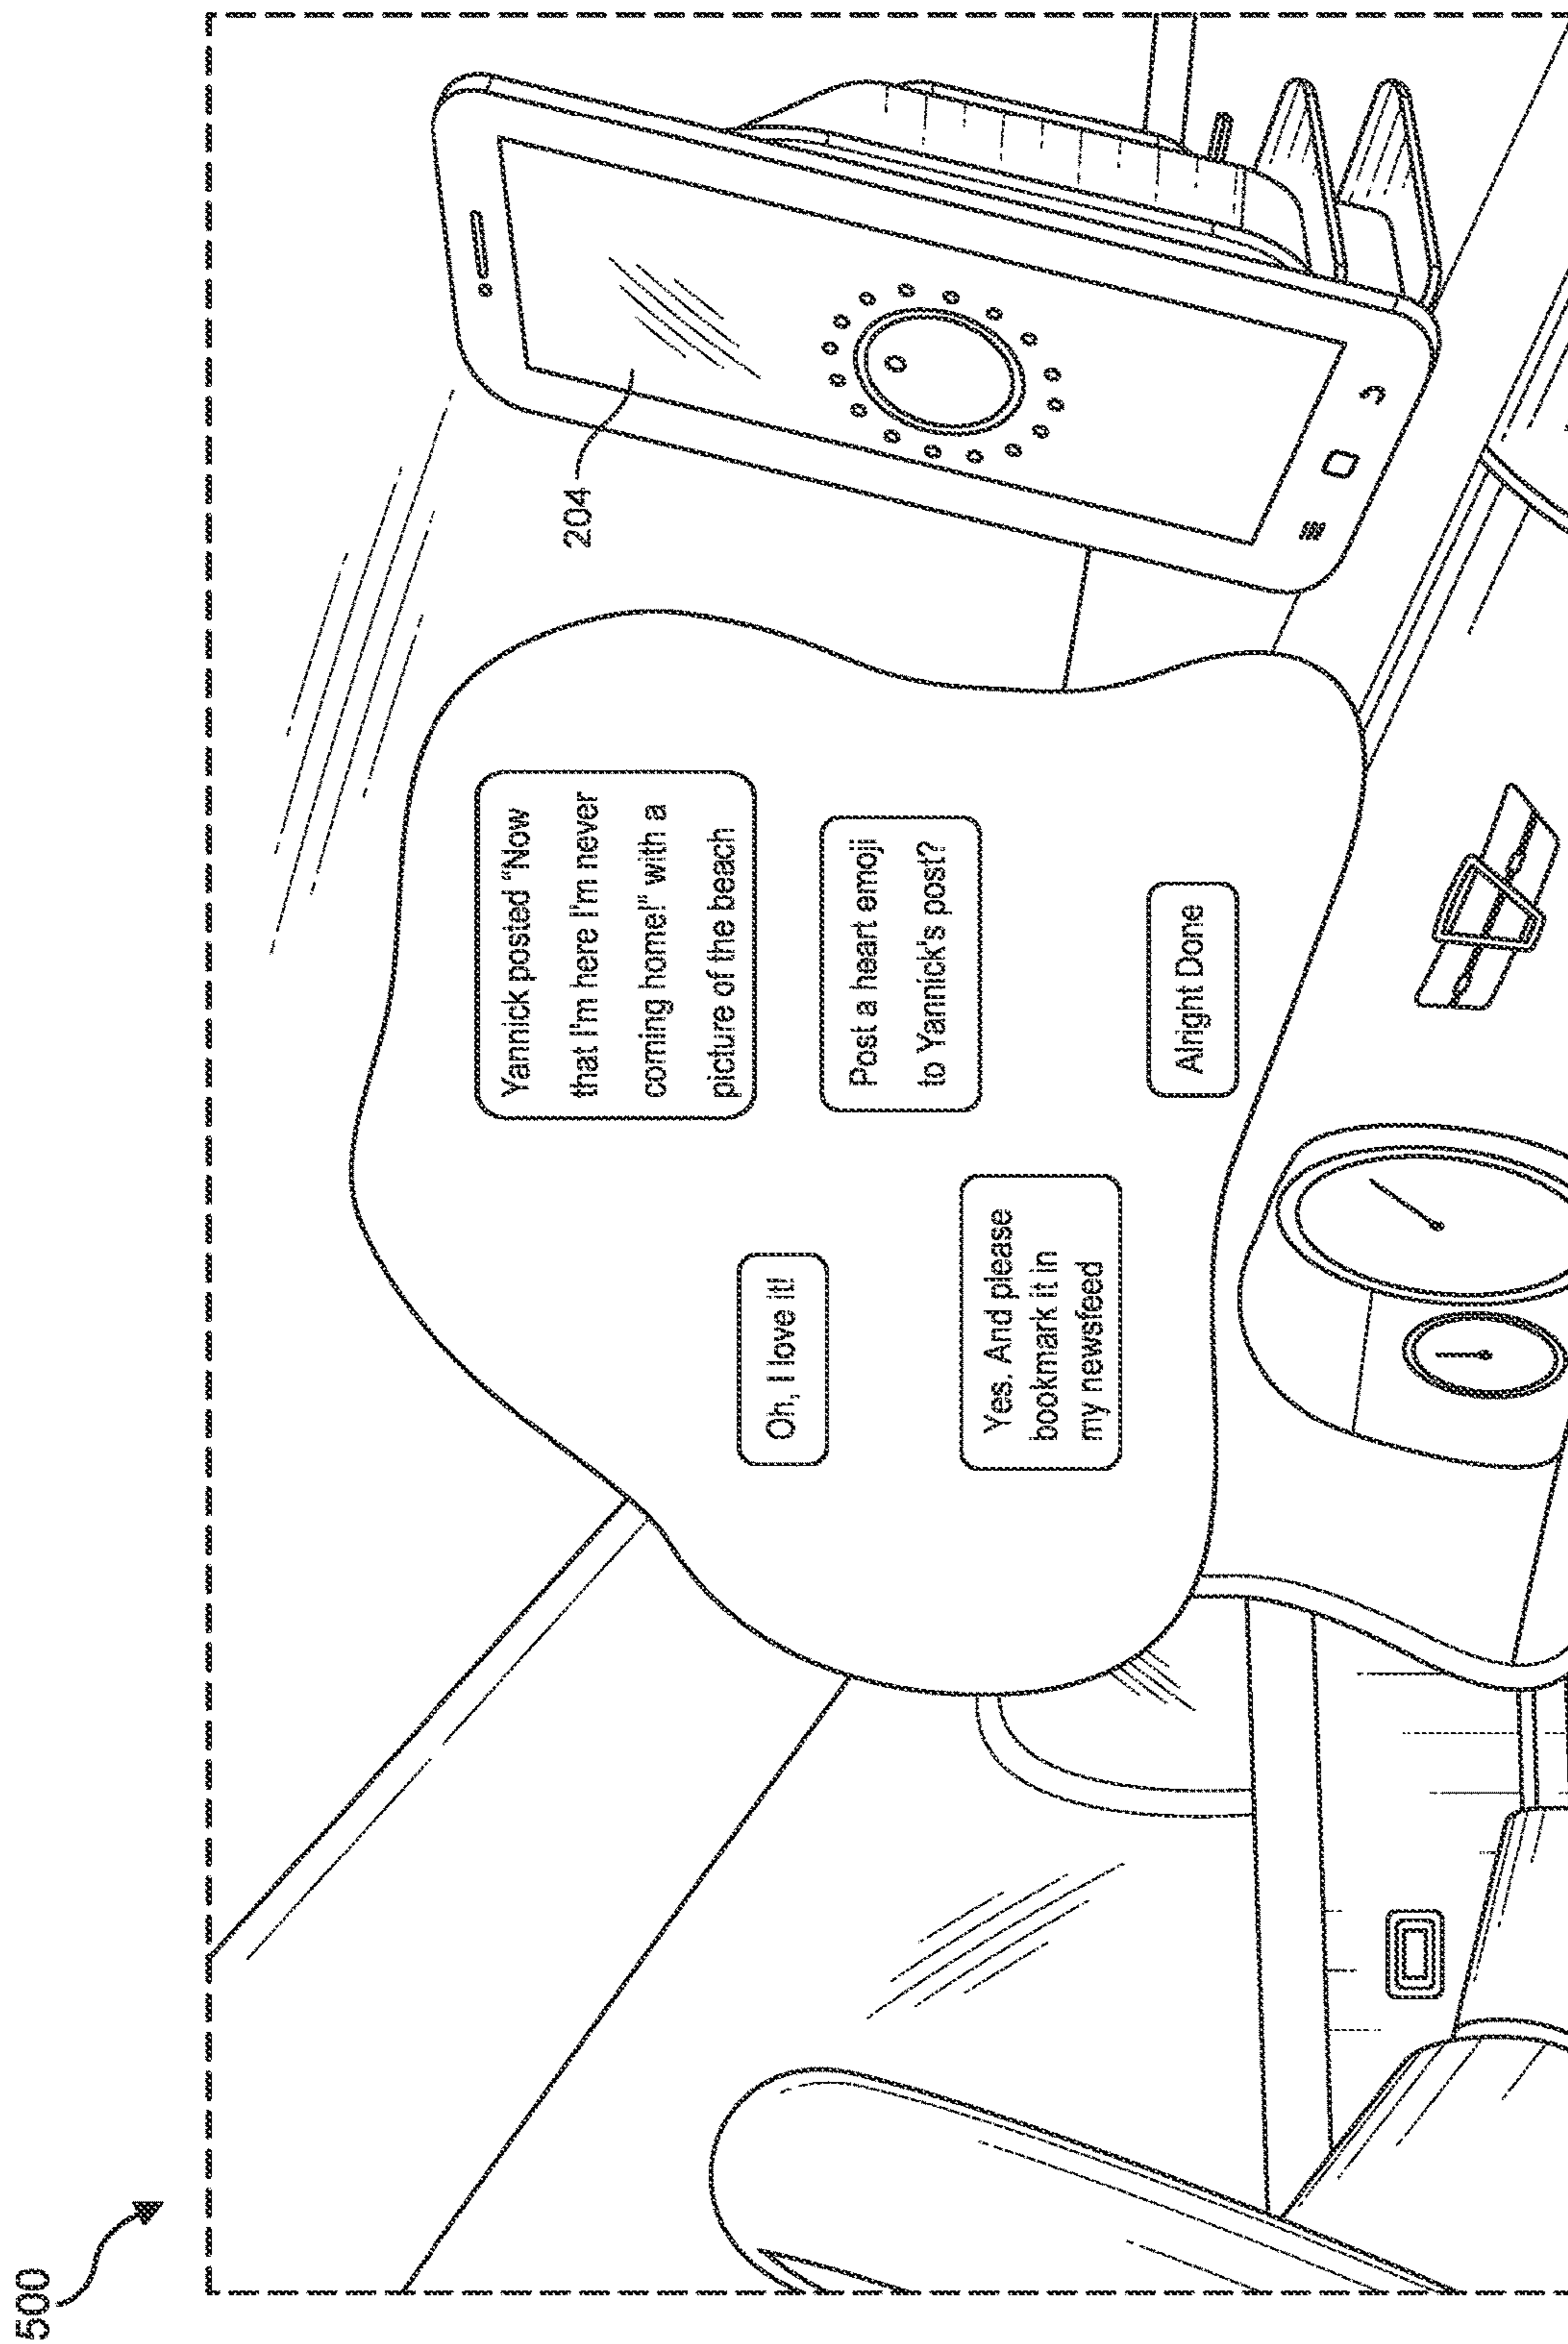 500
204
Yannick posted “Now
that I'm here I'm never
coming home!” with a
picture of the beach
Oh, I love it!
Post a heart emoji
to Yannick's post?
Yes. And please
bookmark it in
my newsfeed
Alright Done